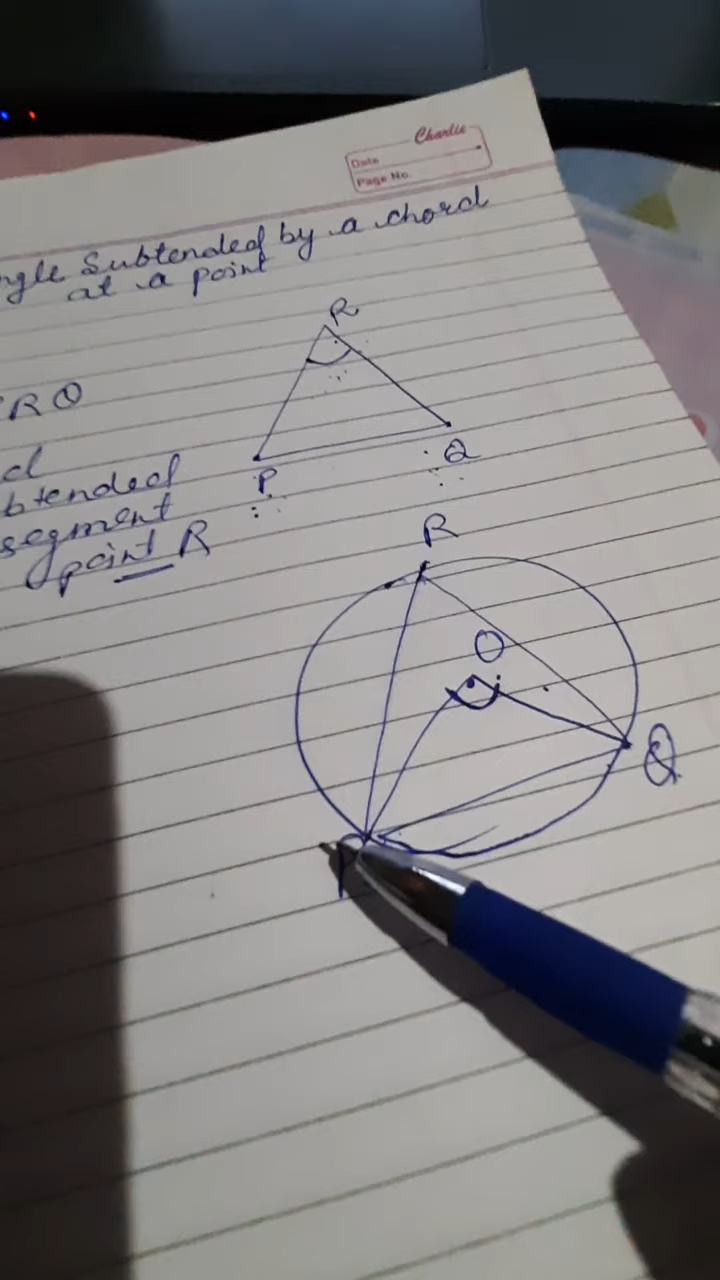 Charlie
Date
Page No.
ngle Subtended by a chord
at a point
R
RQ
d
btended
segment
point R
P
Q
R
O
Q
P